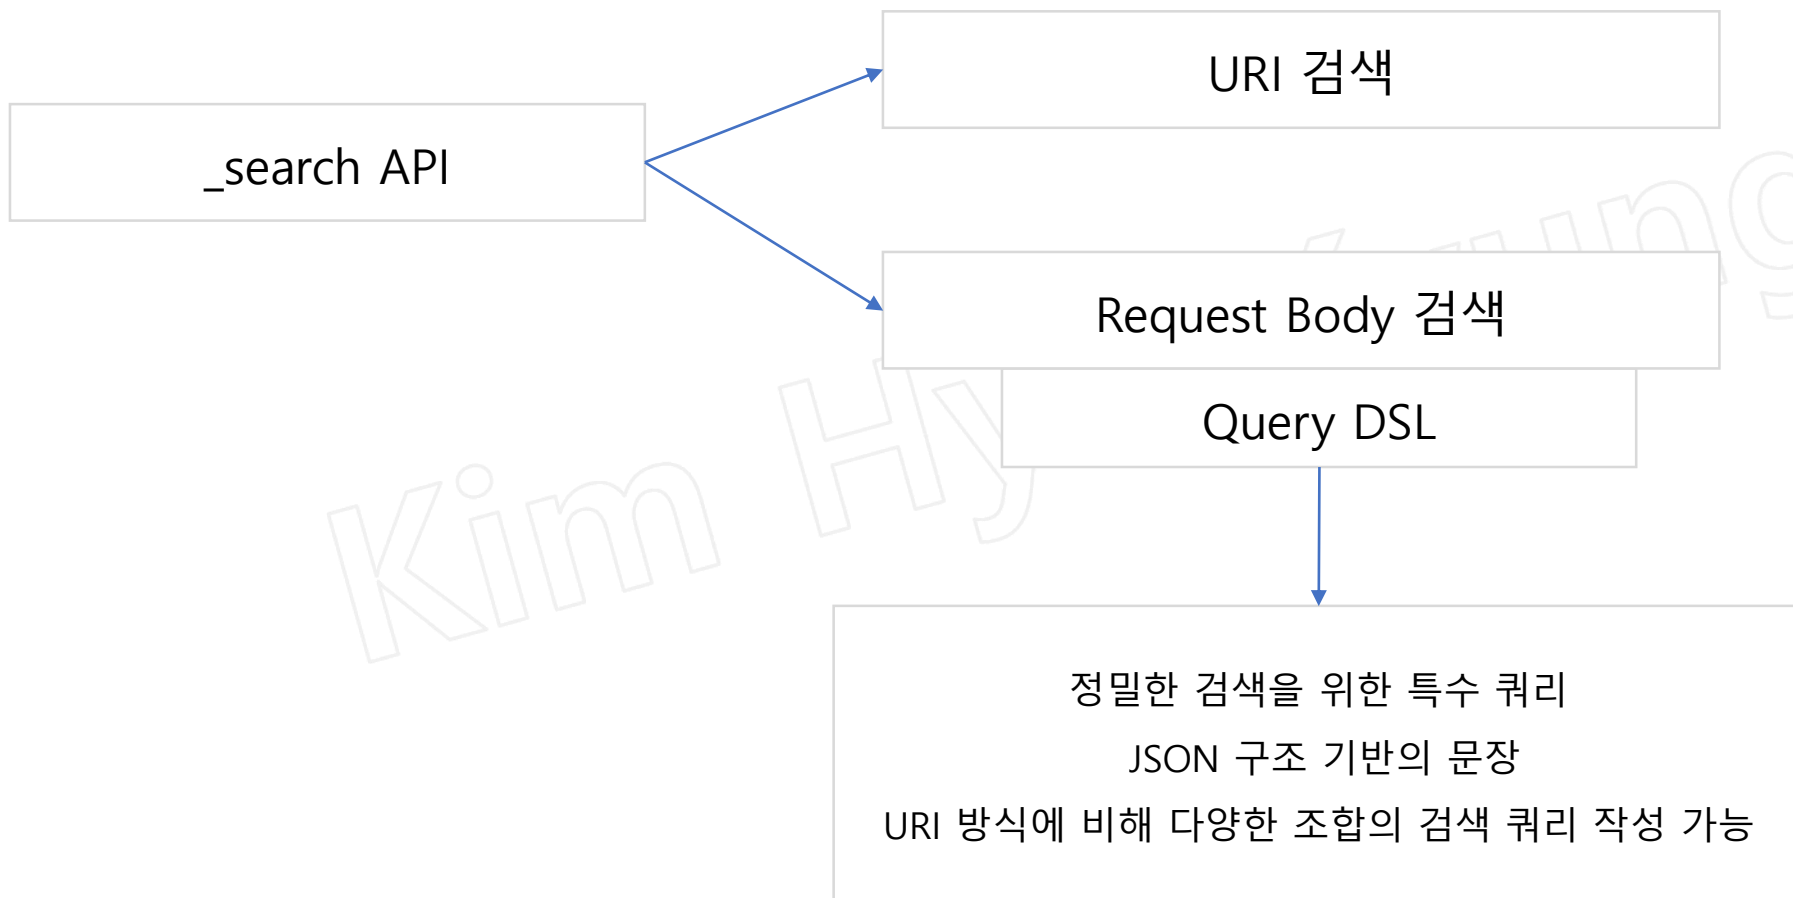 URI 검색
_search API
Request Body 검색
Query DSL
정밀한 검색을 위한 특수 쿼리
JSON 구조 기반의 문장
URI 방식에 비해 다양한 조합의 검색 쿼리 작성 가능
Kim Hy